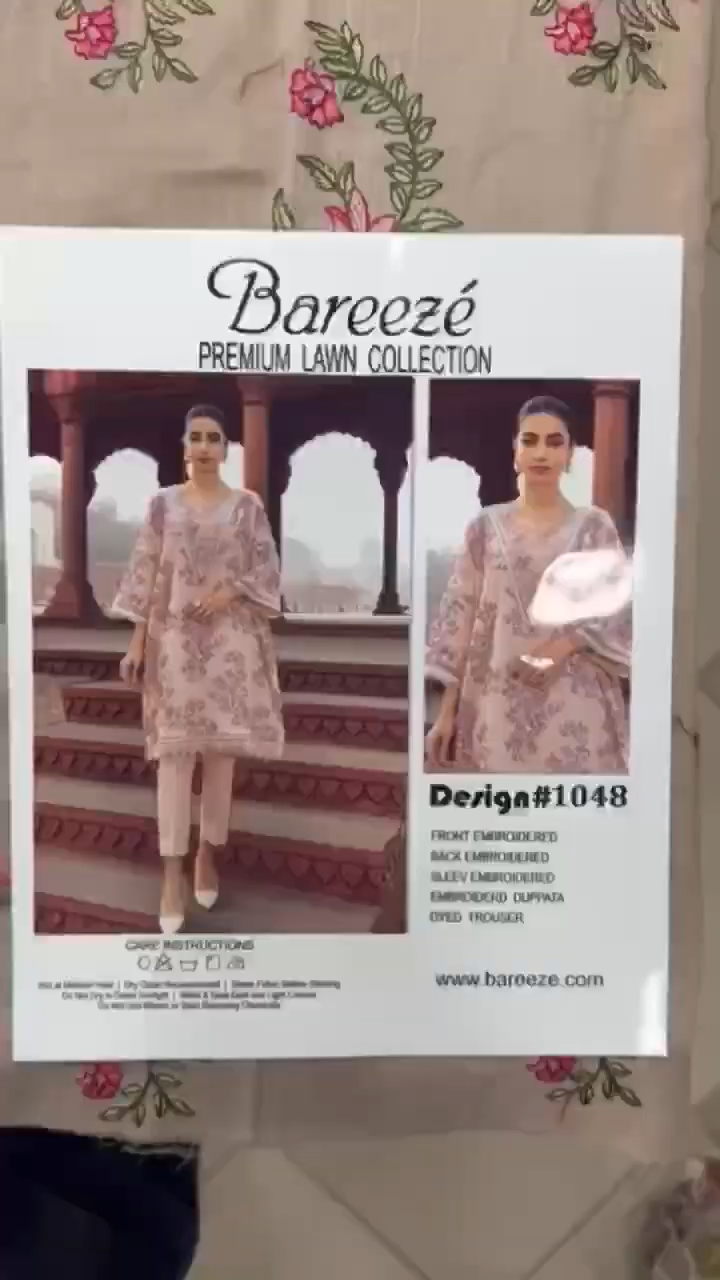 Bareezé
PREMIUM LAWN COLLECTION
Design#1048
FRONT EMBROIDERED
BACK EMBROIDERED
SLEEV EMBROIDERED
EMBROIDERD DUPPATA
DYED TROUSER
CARE INSTRUCTIONS
www.bareeze.com